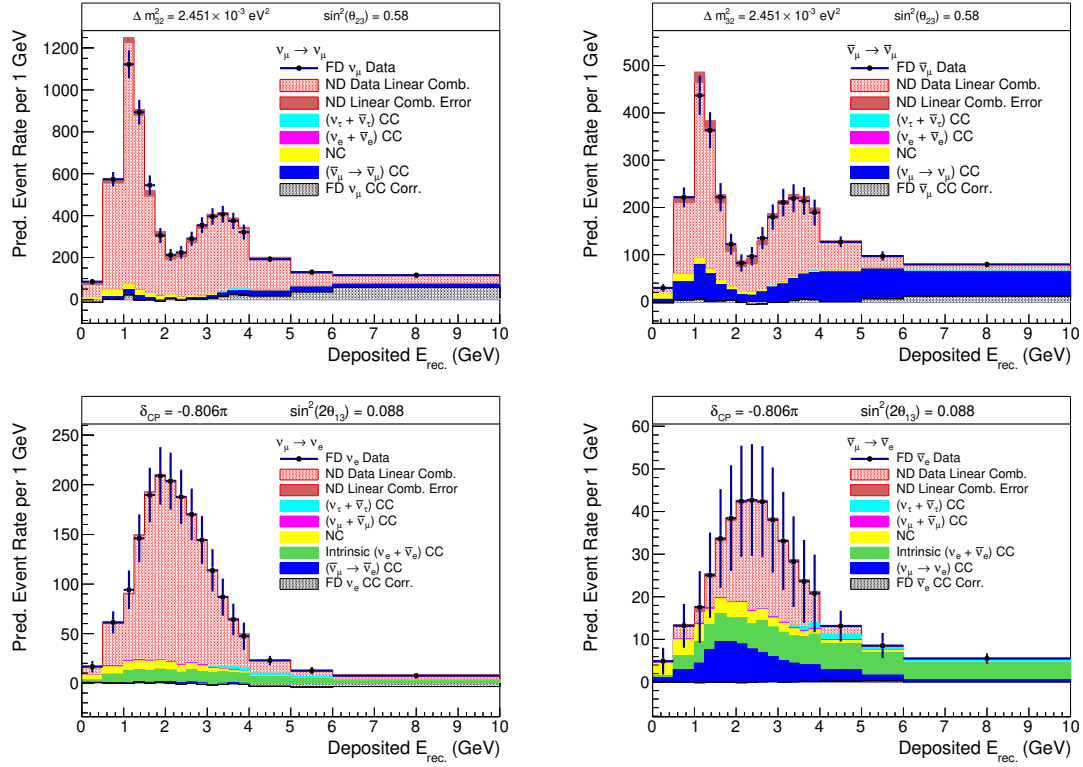 Δ m²₃₂ = 2.451 × 10⁻³ eV² sin²(θ₂₃) = 0.58
Pred. Event Rate per 1 GeV
1200
1000
800
600
400
200
0
ν_μ → ν_μ
FD ν_μ Data
ND Data Linear Comb.
ND Linear Comb. Error
(ν_τ + ν̄_τ) CC
(ν_e + ν̄_e) CC
NC
(ν̄_μ → ν̄_μ) CC
FD ν_μ CC Corr.
0 1 2 3 4 5 6 7 8 9 10
Deposited E_rec. (GeV)
Δ m²₃₂ = 2.451 × 10⁻³ eV² sin²(θ₂₃) = 0.58
Pred. Event Rate per 1 GeV
500
400
300
200
100
0
ν̄_μ → ν̄_μ
FD ν̄_μ Data
ND Data Linear Comb.
ND Linear Comb. Error
(ν_τ + ν̄_τ) CC
(ν_e + ν̄_e) CC
NC
(ν_μ → ν_μ) CC
FD ν̄_μ CC Corr.
0 1 2 3 4 5 6 7 8 9 10
Deposited E_rec. (GeV)
δ_CP = -0.806π sin²(2θ₁₃) = 0.088
Pred. Event Rate per 1 GeV
250
200
150
100
50
0
ν_μ → ν_e
FD ν_e Data
ND Data Linear Comb.
ND Linear Comb. Error
(ν_τ + ν̄_τ) CC
(ν_μ + ν̄_μ) CC
NC
Intrinsic (ν_e + ν̄_e) CC
(ν̄_μ → ν̄_e) CC
FD ν_e CC Corr.
0 1 2 3 4 5 6 7 8 9 10
Deposited E_rec. (GeV)
δ_CP = -0.806π sin²(2θ₁₃) = 0.088
Pred. Event Rate per 1 GeV
60
50
40
30
20
10
0
ν̄_μ → ν̄_e
FD ν̄_e Data
ND Data Linear Comb.
ND Linear Comb. Error
(ν_τ + ν̄_τ) CC
(ν_μ + ν̄_μ) CC
NC
Intrinsic (ν_e + ν̄_e) CC
(ν_μ → ν_e) CC
FD ν̄_e CC Corr.
0 1 2 3 4 5 6 7 8 9 10
Deposited E_rec. (GeV)